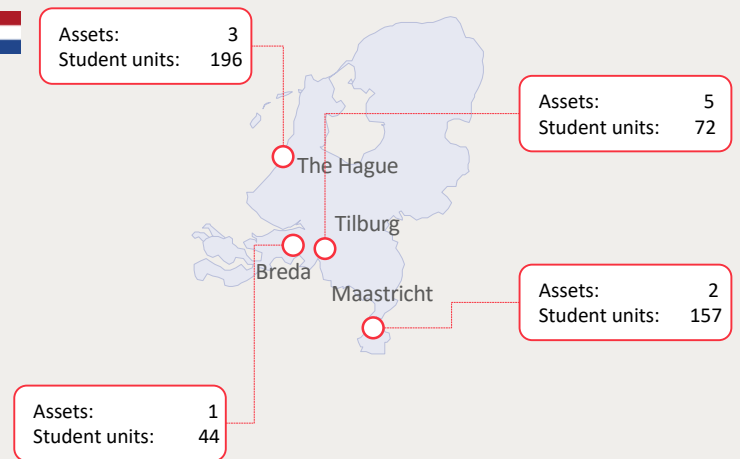 Assets: 3
Student units: 196
Assets: 5
Student units: 72
The Hague
Tilburg
Breda
Maastricht
Assets: 2
Student units: 157
Assets: 1
Student units: 44